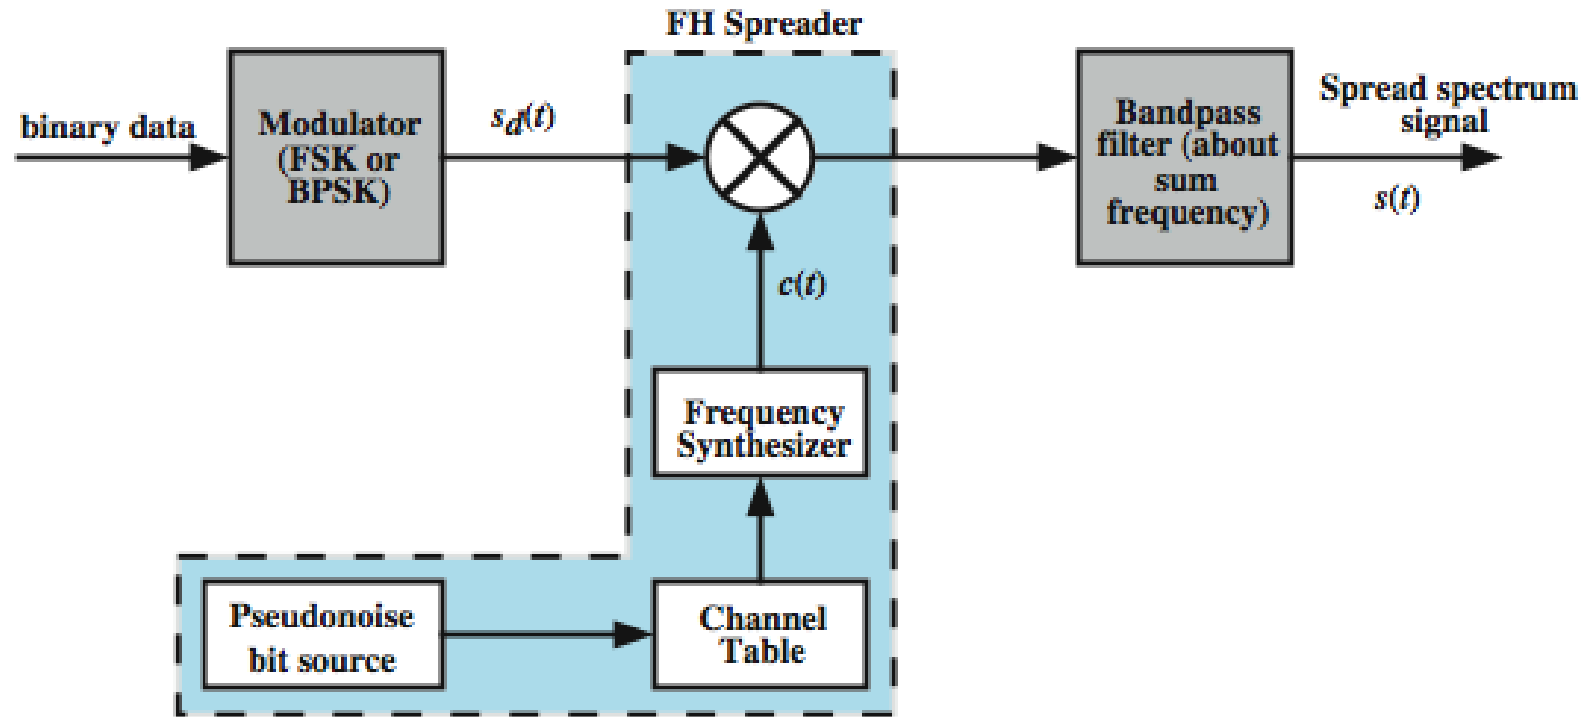 FH Spreader
binary data
Modulator
(FSK or
BPSK)
sd(t)
Bandpass
filter (about
sum
frequency)
Spread spectrum
signal
s(t)
c(t)
Frequency
Synthesizer
Pseudonoise
bit source
Channel
Table